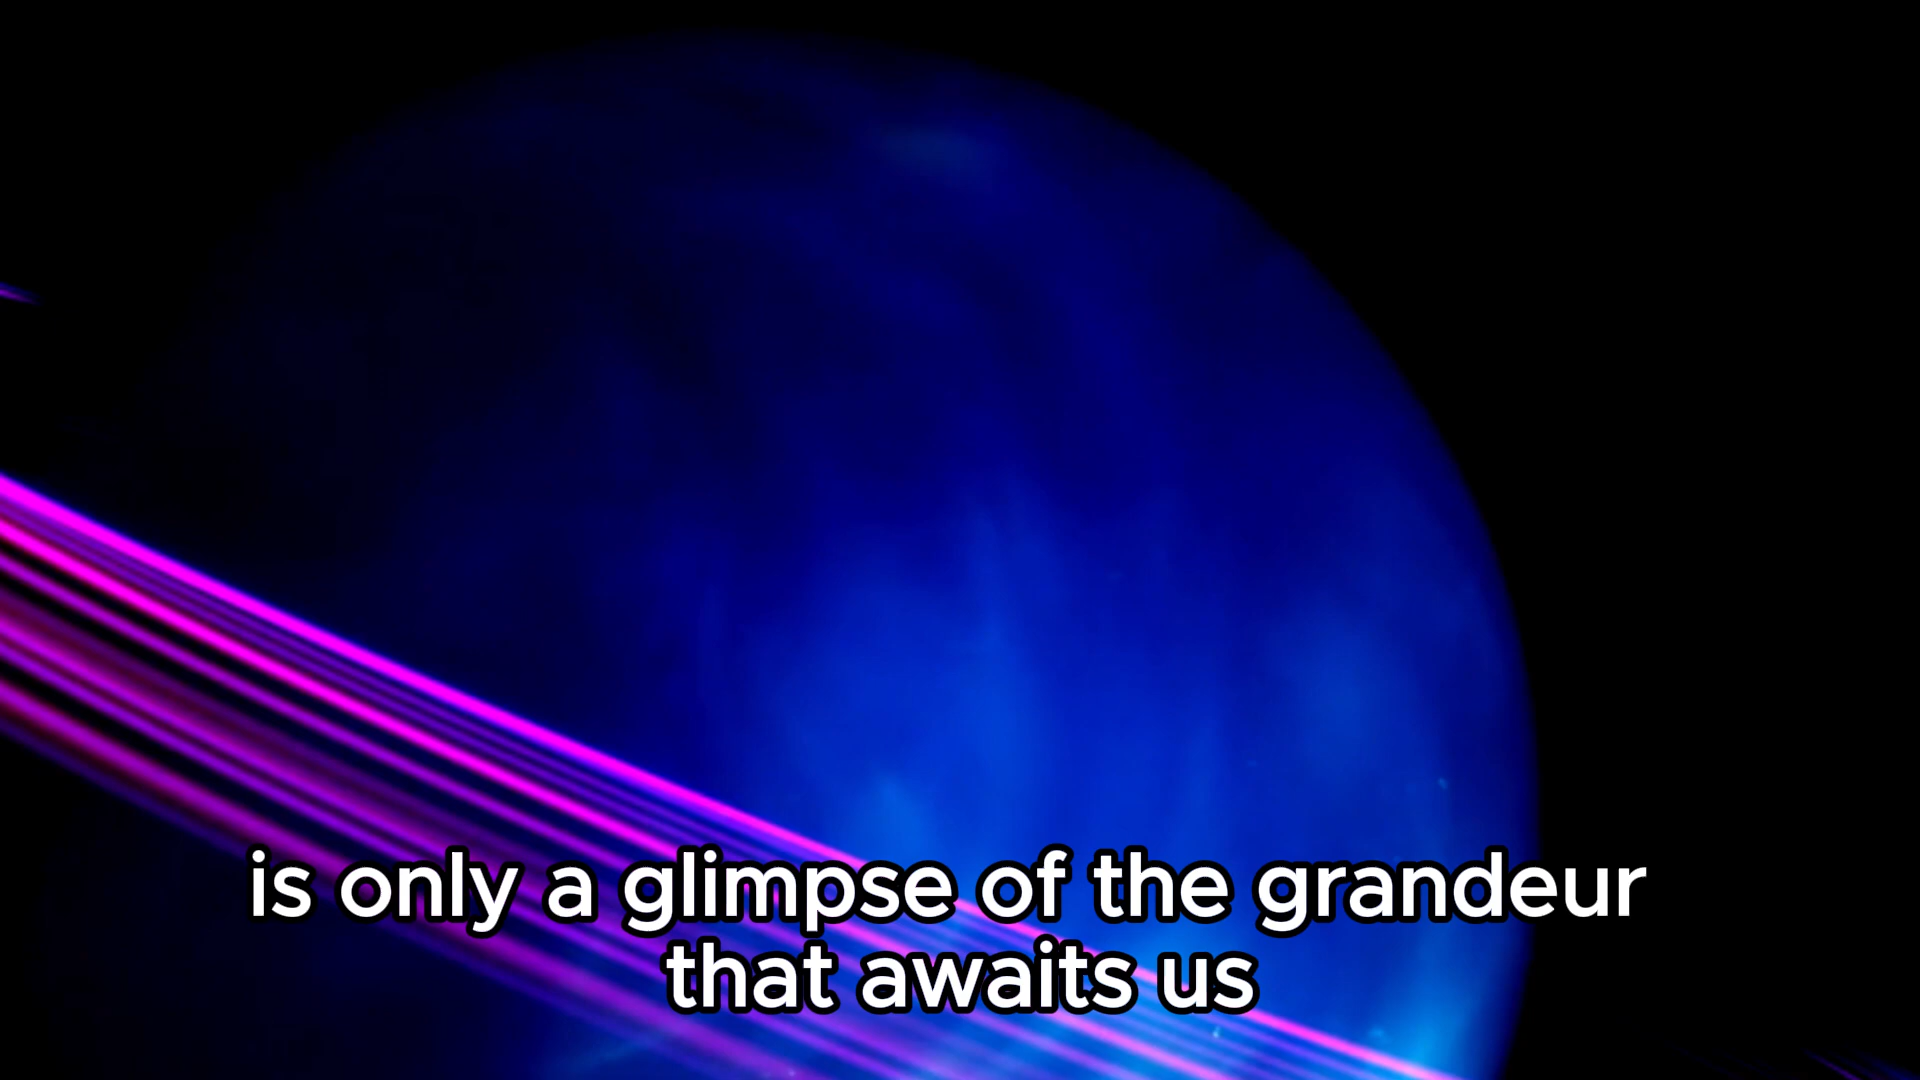 is only a glimpse of the grandeur
that awaits us